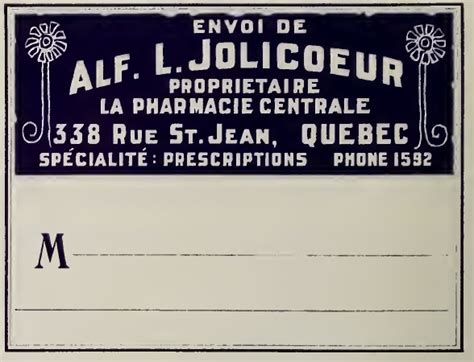 ENVOI DE
ALF. L. JOLICOEUR
PROPRIETAIRE
LA PHARMACIE CENTRALE
338 RUE ST. JEAN, QUEBEC
SPÉCIALITÉ: PRESCRIPTIONS PHONE 1592
M